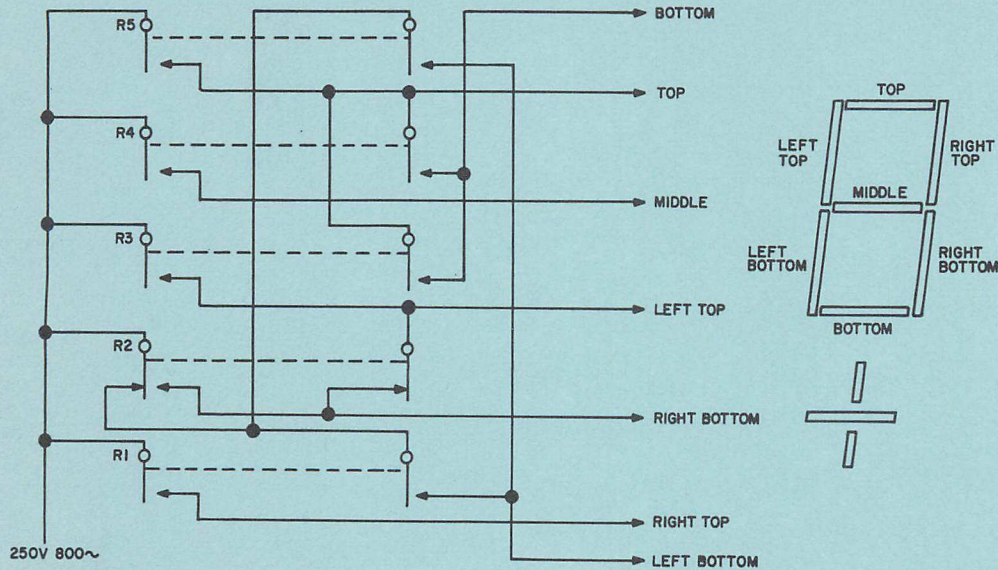 R5
BOTTOM
TOP
R4
MIDDLE
R3
LEFT TOP
R2
RIGHT BOTTOM
R1
RIGHT TOP
250V 800~
LEFT BOTTOM
TOP
LEFT
TOP
RIGHT
TOP
MIDDLE
LEFT
BOTTOM
RIGHT
BOTTOM
BOTTOM